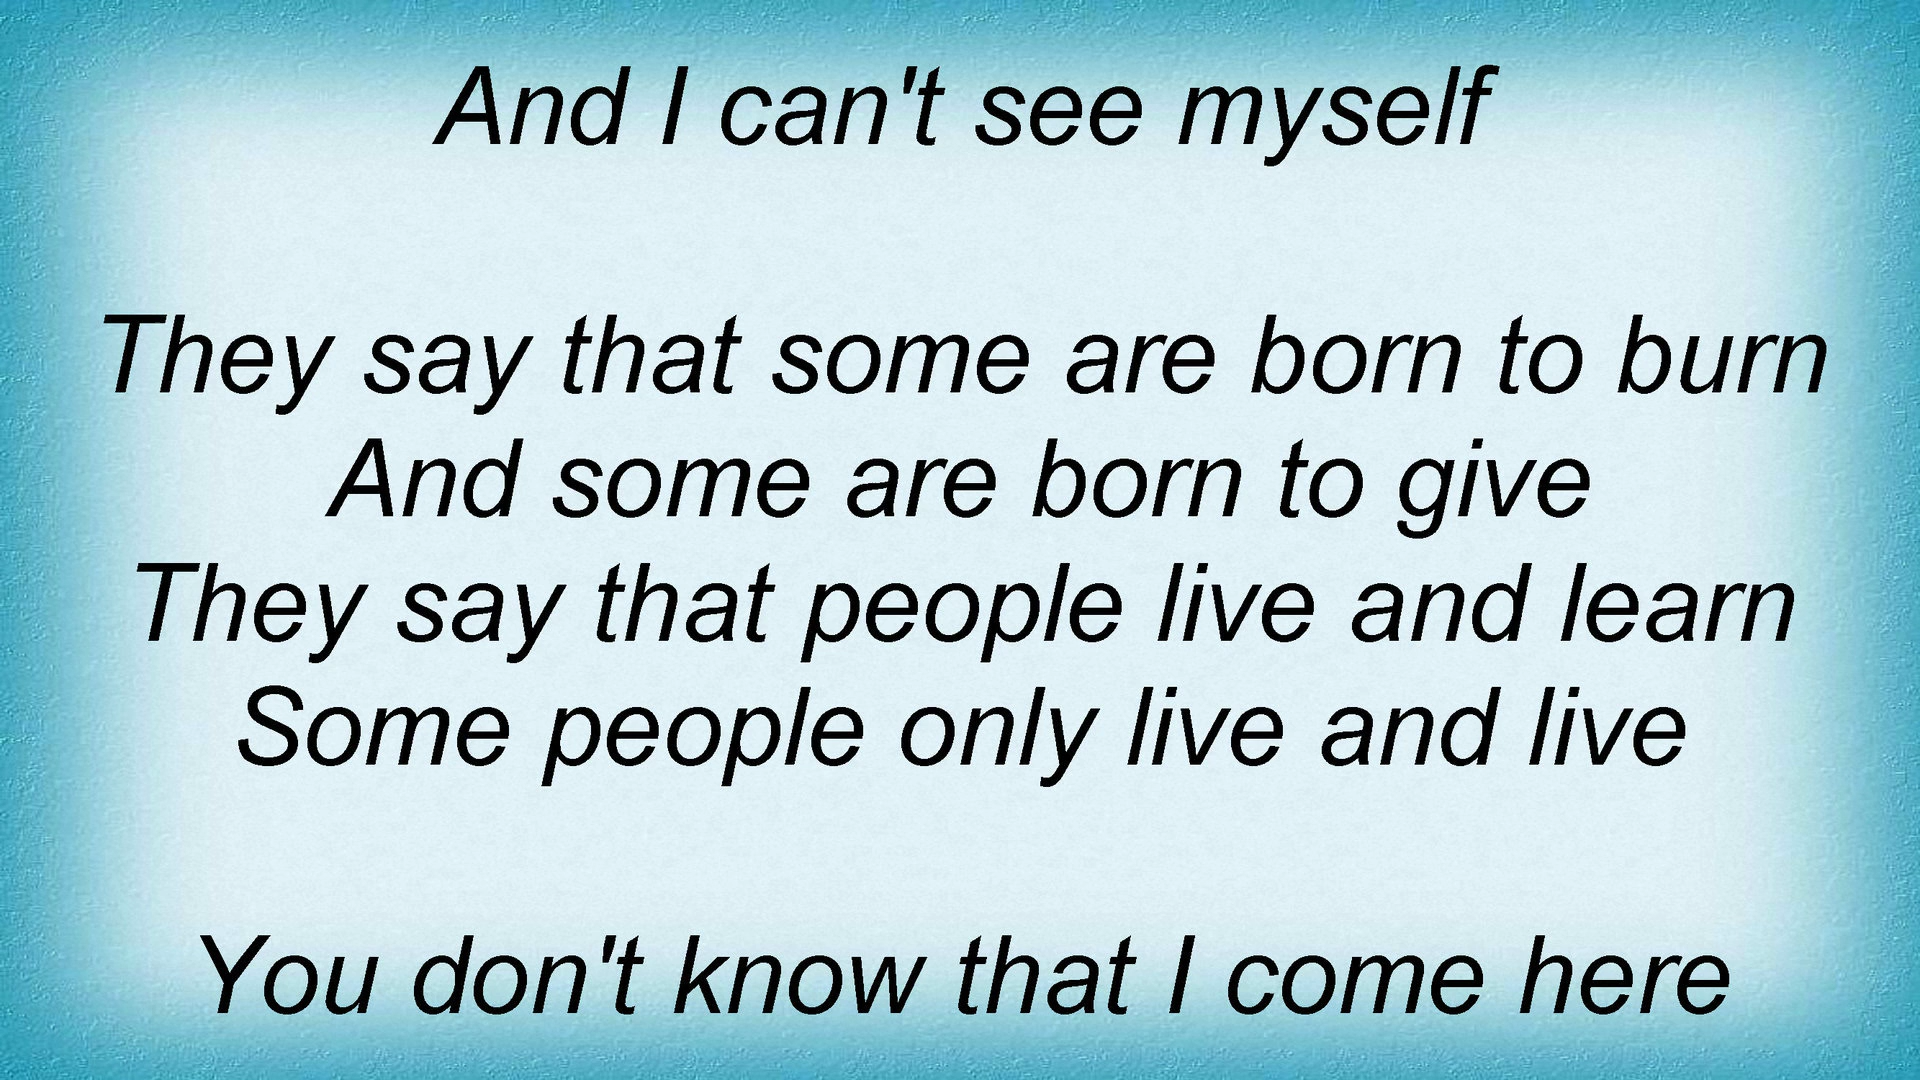 And I can't see myself
They say that some are born to burn
And some are born to give
They say that people live and learn
Some people only live and live
You don't know that I come here